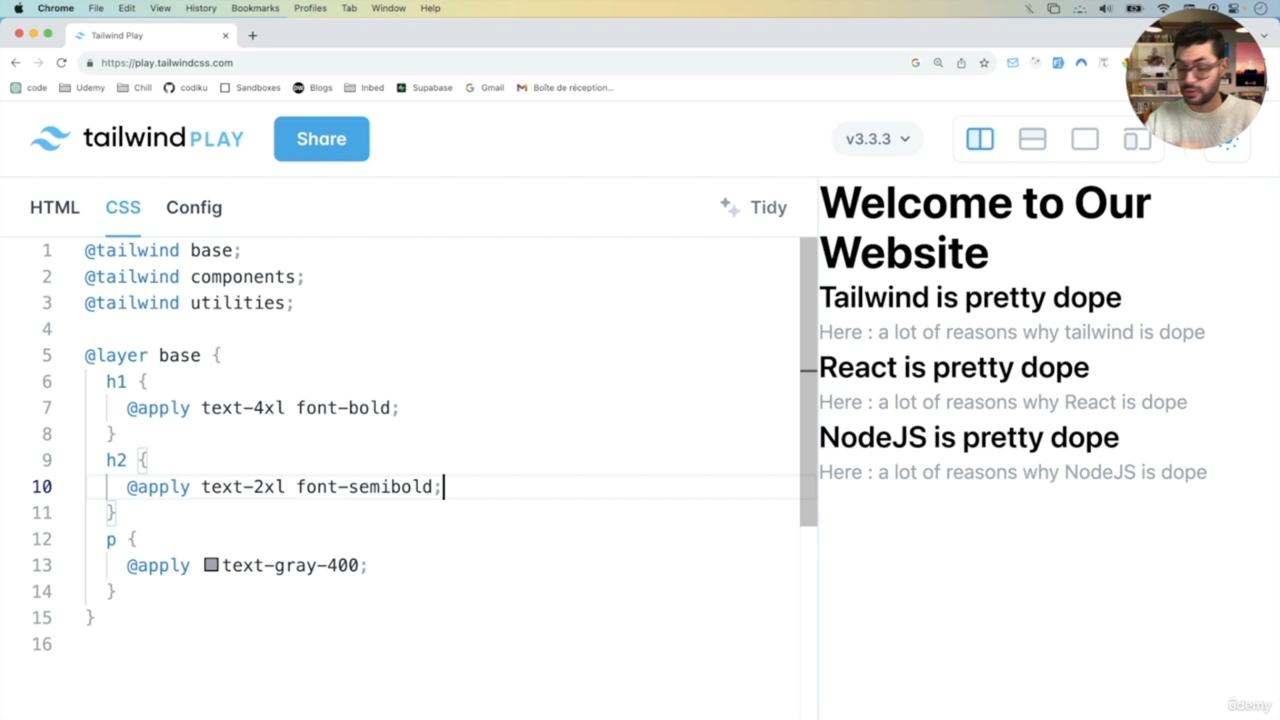 Chrome File Edit View History Bookmarks Profiles Tab Window Help
Tailwind Play
https://play.tailwindcss.com
code Udemy Chill codiku Sandboxes Blogs Inbed Supabase Gmail Boîte de réception...
tailwind PLAY Share v3.3.3
HTML CSS Config Tidy
1 @tailwind base;
2 @tailwind components;
3 @tailwind utilities;
4
5 @layer base {
6 h1 {
7 @apply text-4xl font-bold;
8 }
9 h2 {
10 @apply text-2xl font-semibold;
11 }
12 p {
13 @apply text-gray-400;
14 }
15 }
16
Welcome to Our
Website
Tailwind is pretty dope
Here : a lot of reasons why tailwind is dope
React is pretty dope
Here : a lot of reasons why React is dope
NodeJS is pretty dope
Here : a lot of reasons why NodeJS is dope
ûdemy